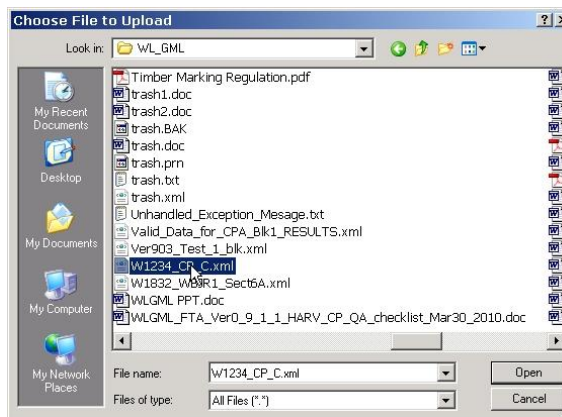 Choose File to Upload
Look in: WL_GML
My Recent
Documents
Desktop
My Documents
My Computer
My Network
Places
Timber Marking Regulation.pdf
trash1.doc
trash2.doc
trash.BAK
trash.doc
trash.prn
trash.txt
trash.xml
Unhandled_Exception_Mesage.txt
Valid_Data_for_CPA_Blk1_RESULTS.xml
Ver903_Test_1_blk.xml
W1234_CP_C.xml
W1832_WBJR1_Sect6A.xml
WLGML PPT.doc
WLGML_FTA_Ver0_9_1_1_HARV_CP_QA_checklist_Mar30_2010.doc
File name: W1234_CP_C.xml Open
Files of type: All Files (*.*) Cancel